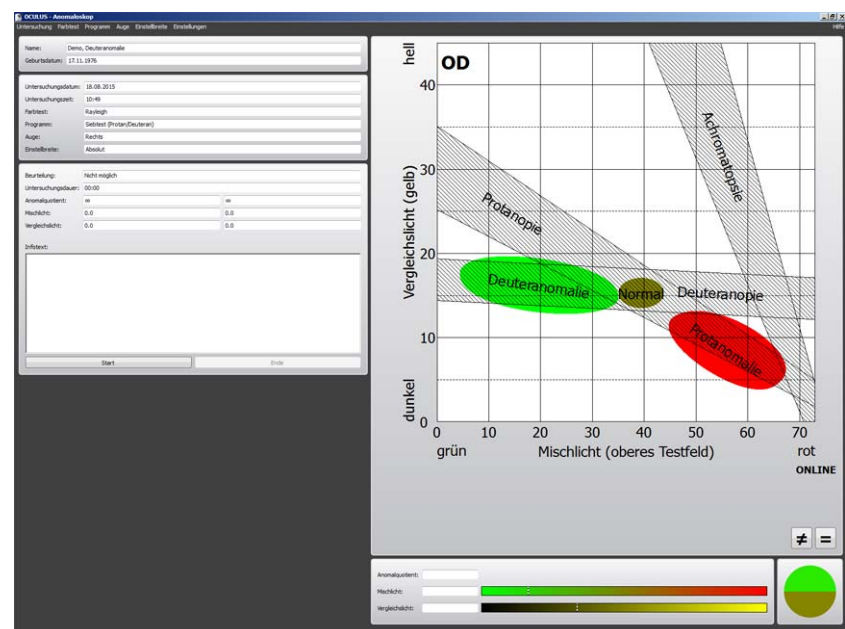 OCULUS - Anomaloskop
Untersuchung Farbtest Programm Auge Einstellbreite Einstellungen Hilfe
Name: Demo, Deuteranomalie
Geburtsdatum: 17.11.1976
Untersuchungsdatum: 18.08.2015
Untersuchungszeit: 10:49
Farbtest: Rayleigh
Programm: Siebtest (Protan/Deuteran)
Auge: Rechts
Einstellbreite: Absolut
Beurteilung: Nicht möglich
Untersuchungsdauer: 00:00
Anomalquotient: ∞ ∞
Mischlicht: 0.0 0.0
Vergleichslicht: 0.0 0.0
Infotext:
Start Ende
OD
hell
Vergleichslicht (gelb)
dunkel
40
30
20
10
0
Achromatopsie
Protanopie
Deuteranomalie
Normal
Deuteranopie
Protanomalie
0 10 20 30 40 50 60 70
grün Mischlicht (oberes Testfeld) rot
ONLINE
≠ =
Anomalquotient:
Mischlicht:
Vergleichslicht: